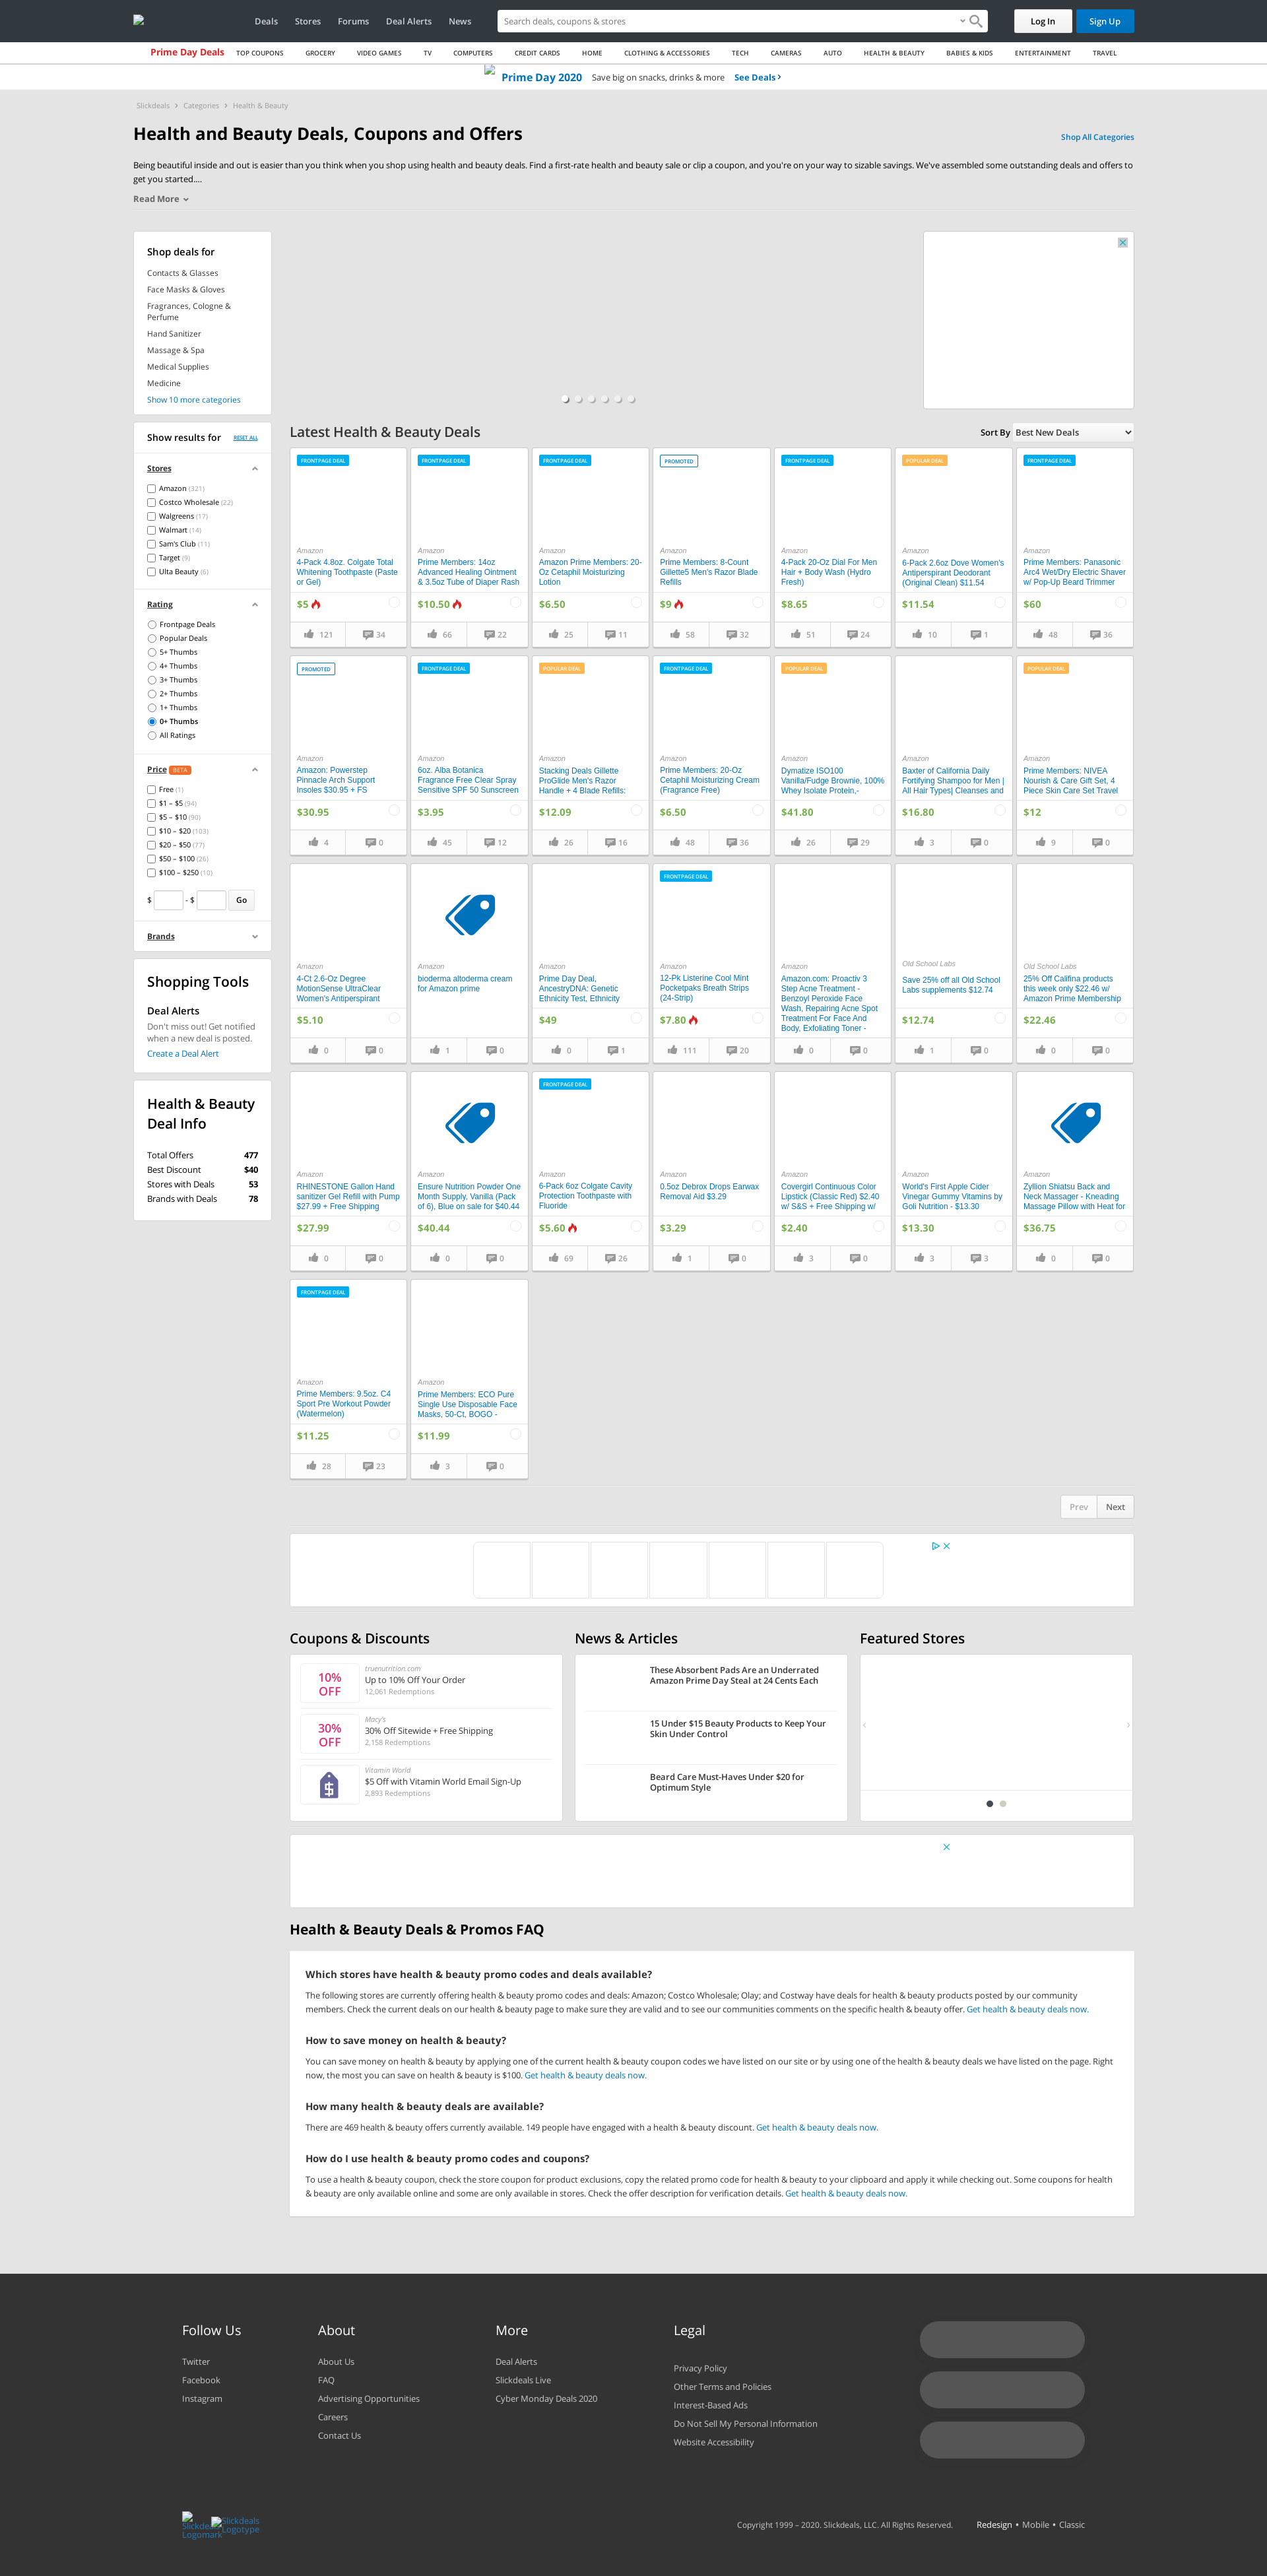 Deals Stores Forums Deal Alerts News Search deals, coupons & stores Log In Sign Up
Prime Day Deals TOP COUPONS GROCERY VIDEO GAMES TV COMPUTERS CREDIT CARDS HOME CLOTHING & ACCESSORIES TECH CAMERAS AUTO HEALTH & BEAUTY BABIES & KIDS ENTERTAINMENT TRAVEL
Prime Day 2020 Save big on snacks, drinks & more See Deals ›
Slickdeals > Categories > Health & Beauty
Health and Beauty Deals, Coupons and Offers
Shop All Categories
Being beautiful inside and out is easier than you think when you shop using health and beauty deals. Find a first-rate health and beauty sale or clip a coupon, and you're on your way to sizable savings. We've assembled some outstanding deals and offers to
get you started....
Read More
Shop deals for
Contacts & Glasses
Face Masks & Gloves
Fragrances, Cologne &
Perfume
Hand Sanitizer
Massage & Spa
Medical Supplies
Medicine
Show 10 more categories
Show results for RESET ALL
Stores
Amazon (321)
Costco Wholesale (22)
Walgreens (17)
Walmart (14)
Sam's Club (11)
Target (9)
Ulta Beauty (6)
Rating
Frontpage Deals
Popular Deals
5+ Thumbs
4+ Thumbs
3+ Thumbs
2+ Thumbs
1+ Thumbs
0+ Thumbs
All Ratings
Price BETA
Free (1)
$1 – $5 (94)
$5 – $10 (90)
$10 – $20 (103)
$20 – $50 (77)
$50 – $100 (26)
$100 – $250 (10)
$ - $ Go
Brands
Shopping Tools
Deal Alerts
Don't miss out! Get notified
when a new deal is posted.
Create a Deal Alert
Health & Beauty
Deal Info
Total Offers 477
Best Discount $40
Stores with Deals 53
Brands with Deals 78
Latest Health & Beauty Deals
Sort By Best New Deals
FRONTPAGE DEAL
Amazon
4-Pack 4.8oz. Colgate Total
Whitening Toothpaste (Paste
or Gel)
$5
121 34
FRONTPAGE DEAL
Amazon
Prime Members: 14oz
Advanced Healing Ointment
& 3.5oz Tube of Diaper Rash
$10.50
66 22
FRONTPAGE DEAL
Amazon
Amazon Prime Members: 20-
Oz Cetaphil Moisturizing
Lotion
$6.50
25 11
PROMOTED
Amazon
Prime Members: 8-Count
Gillette5 Men's Razor Blade
Refills
$9
58 32
FRONTPAGE DEAL
Amazon
4-Pack 20-Oz Dial For Men
Hair + Body Wash (Hydro
Fresh)
$8.65
51 24
POPULAR DEAL
Amazon
6-Pack 2.6oz Dove Women's
Antiperspirant Deodorant
(Original Clean) $11.54
$11.54
10 1
FRONTPAGE DEAL
Amazon
Prime Members: Panasonic
Arc4 Wet/Dry Electric Shaver
w/ Pop-Up Beard Trimmer
$60
48 36
PROMOTED
Amazon
Amazon: Powerstep
Pinnacle Arch Support
Insoles $30.95 + FS
$30.95
4 0
FRONTPAGE DEAL
Amazon
6oz. Alba Botanica
Fragrance Free Clear Spray
Sensitive SPF 50 Sunscreen
$3.95
45 12
POPULAR DEAL
Amazon
Stacking Deals Gillette
ProGlide Men's Razor
Handle + 4 Blade Refills:
$12.09
26 16
FRONTPAGE DEAL
Amazon
Prime Members: 20-Oz
Cetaphil Moisturizing Cream
(Fragrance Free)
$6.50
48 36
POPULAR DEAL
Amazon
Dymatize ISO100
Vanilla/Fudge Brownie, 100%
Whey Isolate Protein,-
$41.80
26 29
Amazon
Baxter of California Daily
Fortifying Shampoo for Men |
All Hair Types| Cleanses and
$16.80
3 0
POPULAR DEAL
Amazon
Prime Members: NIVEA
Nourish & Care Gift Set, 4
Piece Skin Care Set Travel
$12
9 0
Amazon
4-Ct 2.6-Oz Degree
MotionSense UltraClear
Women's Antiperspirant
$5.10
0 0
Amazon
bioderma altoderma cream
for Amazon prime
1 0
Amazon
Prime Day Deal,
AncestryDNA: Genetic
Ethnicity Test, Ethnicity
$49
0 1
FRONTPAGE DEAL
Amazon
12-Pk Listerine Cool Mint
Pocketpaks Breath Strips
(24-Strip)
$7.80
111 20
Amazon
Amazon.com: Proactiv 3
Step Acne Treatment -
Benzoyl Peroxide Face
Wash, Repairing Acne Spot
Treatment For Face And
Body, Exfoliating Toner -
0 0
Old School Labs
Save 25% off all Old School
Labs supplements $12.74
$12.74
1 0
Old School Labs
25% Off Califina products
this week only $22.46 w/
Amazon Prime Membership
$22.46
0 0
Amazon
RHINESTONE Gallon Hand
sanitizer Gel Refill with Pump
$27.99 + Free Shipping
$27.99
0 0
Amazon
Ensure Nutrition Powder One
Month Supply, Vanilla (Pack
of 6), Blue on sale for $40.44
$40.44
0 0
FRONTPAGE DEAL
Amazon
6-Pack 6oz Colgate Cavity
Protection Toothpaste with
Fluoride
$5.60
69 26
Amazon
0.5oz Debrox Drops Earwax
Removal Aid $3.29
$3.29
1 0
Amazon
Covergirl Continuous Color
Lipstick (Classic Red) $2.40
w/ S&S + Free Shipping w/
$2.40
3 0
Amazon
World's First Apple Cider
Vinegar Gummy Vitamins by
Goli Nutrition - $13.30
$13.30
3 3
Amazon
Zyllion Shiatsu Back and
Neck Massager - Kneading
Massage Pillow with Heat for
$36.75
0 0
FRONTPAGE DEAL
Amazon
Prime Members: 9.5oz. C4
Sport Pre Workout Powder
(Watermelon)
$11.25
28 23
Amazon
Prime Members: ECO Pure
Single Use Disposable Face
Masks, 50-Ct, BOGO -
$11.99
3 0
Prev Next
Coupons & Discounts
10%
OFF
truenutrition.com
Up to 10% Off Your Order
12,061 Redemptions
30%
OFF
Macy's
30% Off Sitewide + Free Shipping
2,158 Redemptions
Vitamin World
$5 Off with Vitamin World Email Sign-Up
2,893 Redemptions
News & Articles
These Absorbent Pads Are an Underrated
Amazon Prime Day Steal at 24 Cents Each
15 Under $15 Beauty Products to Keep Your
Skin Under Control
Beard Care Must-Haves Under $20 for
Optimum Style
Featured Stores
Health & Beauty Deals & Promos FAQ
Which stores have health & beauty promo codes and deals available?
The following stores are currently offering health & beauty promo codes and deals: Amazon; Costco Wholesale; Olay; and Costway have deals for health & beauty products posted by our community
members. Check the current deals on our health & beauty page to make sure they are valid and to see our communities comments on the specific health & beauty offer. Get health & beauty deals now.
How to save money on health & beauty?
You can save money on health & beauty by applying one of the current health & beauty coupon codes we have listed on our site or by using one of the health & beauty deals we have listed on the page. Right
now, the most you can save on health & beauty is $100. Get health & beauty deals now.
How many health & beauty deals are available?
There are 469 health & beauty offers currently available. 149 people have engaged with a health & beauty discount. Get health & beauty deals now.
How do I use health & beauty promo codes and coupons?
To use a health & beauty coupon, check the store coupon for product exclusions, copy the related promo code for health & beauty to your clipboard and apply it while checking out. Some coupons for health
& beauty are only available online and some are only available in stores. Check the offer description for verification details. Get health & beauty deals now.
Follow Us
Twitter
Facebook
Instagram
About
About Us
FAQ
Advertising Opportunities
Careers
Contact Us
More
Deal Alerts
Slickdeals Live
Cyber Monday Deals 2020
Legal
Privacy Policy
Other Terms and Policies
Interest-Based Ads
Do Not Sell My Personal Information
Website Accessibility
Slickdeals
Logomark
Slickdeals
Logotype
Copyright 1999 – 2020. Slickdeals, LLC. All Rights Reserved. Redesign • Mobile • Classic